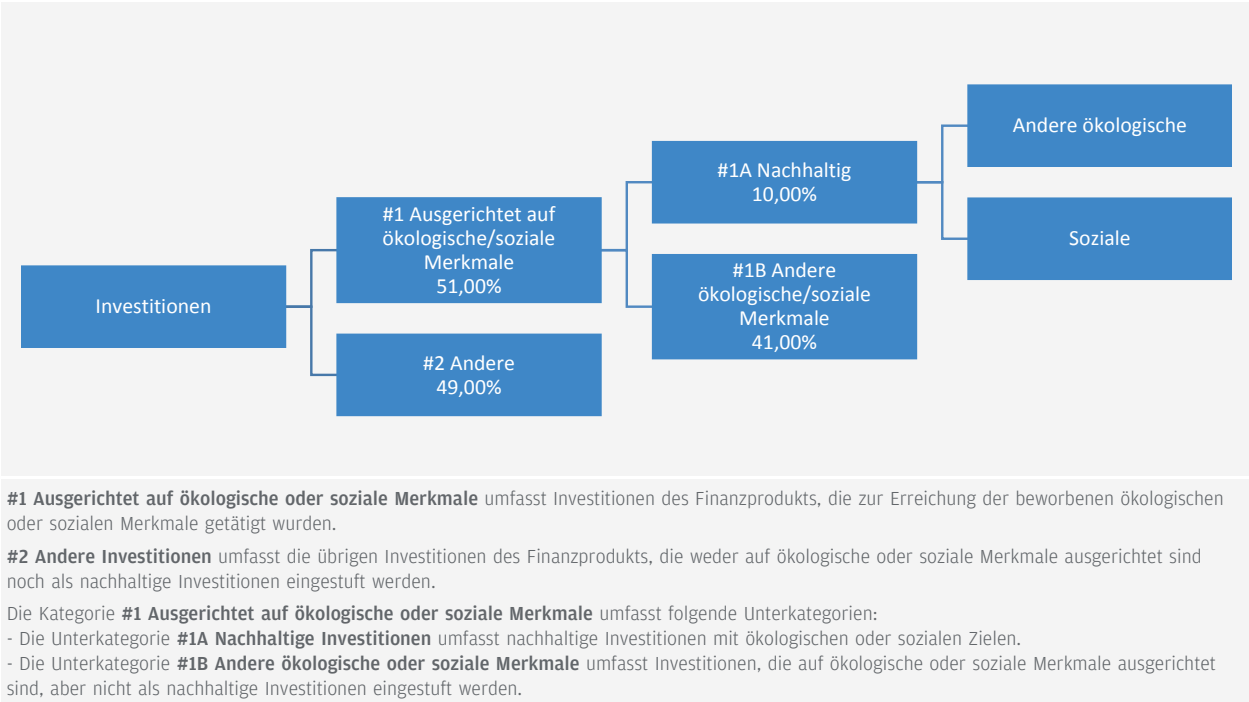 Investitionen
#1 Ausgerichtet auf
ökologische/soziale
Merkmale
51,00%
#2 Andere
49,00%
#1A Nachhaltig
10,00%
#1B Andere
ökologische/soziale
Merkmale
41,00%
Andere ökologische
Soziale
#1 Ausgerichtet auf ökologische oder soziale Merkmale umfasst Investitionen des Finanzprodukts, die zur Erreichung der beworbenen ökologischen
oder sozialen Merkmale getätigt wurden.
#2 Andere Investitionen umfasst die übrigen Investitionen des Finanzprodukts, die weder auf ökologische oder soziale Merkmale ausgerichtet sind
noch als nachhaltige Investitionen eingestuft werden.
Die Kategorie #1 Ausgerichtet auf ökologische oder soziale Merkmale umfasst folgende Unterkategorien:
- Die Unterkategorie #1A Nachhaltige Investitionen umfasst nachhaltige Investitionen mit ökologischen oder sozialen Zielen.
- Die Unterkategorie #1B Andere ökologische oder soziale Merkmale umfasst Investitionen, die auf ökologische oder soziale Merkmale ausgerichtet
sind, aber nicht als nachhaltige Investitionen eingestuft werden.